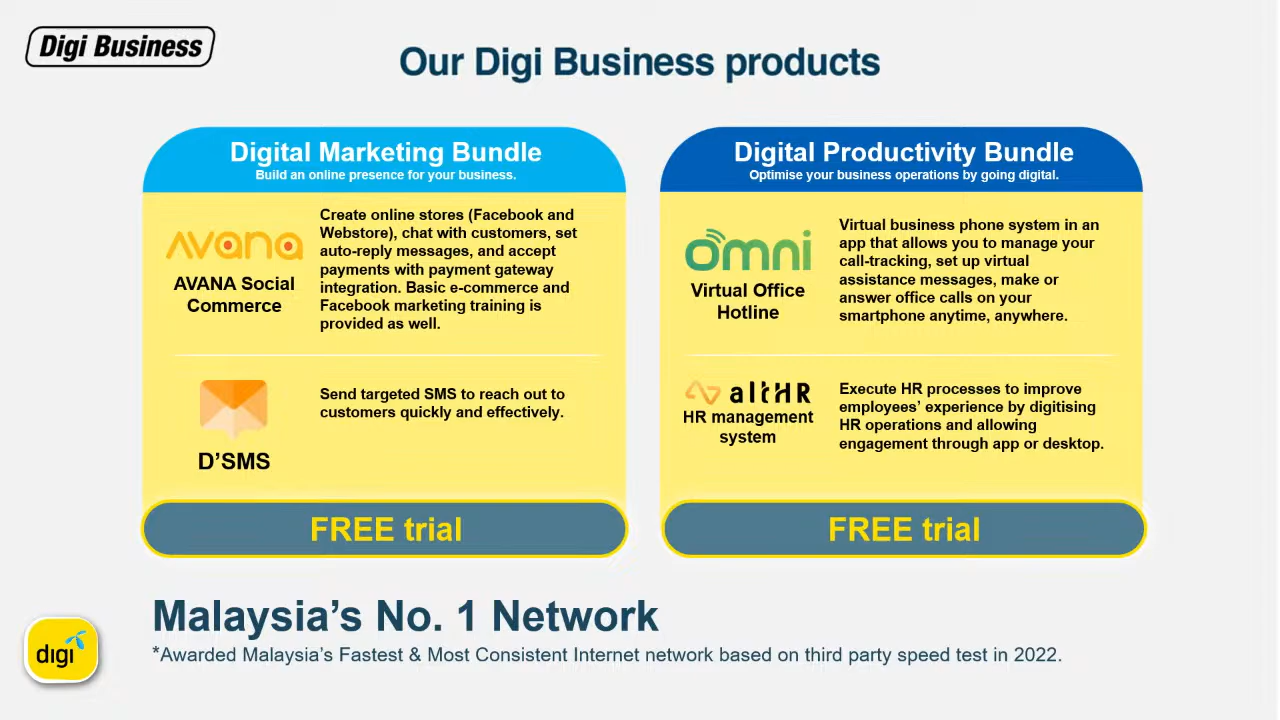 Digi Business
Our Digi Business products
Digital Marketing Bundle
Build an online presence for your business.
AVANA
AVANA Social
Commerce
Create online stores (Facebook and
Webstore), chat with customers, set
auto-reply messages, and accept
payments with payment gateway
integration. Basic e-commerce and
Facebook marketing training is
provided as well.
D’SMS
Send targeted SMS to reach out to
customers quickly and effectively.
FREE trial
Digital Productivity Bundle
Optimise your business operations by going digital.
omni
Virtual Office
Hotline
Virtual business phone system in an
app that allows you to manage your
call-tracking, set up virtual
assistance messages, make or
answer office calls on your
smartphone anytime, anywhere.
altHR
HR management
system
Execute HR processes to improve
employees’ experience by digitising
HR operations and allowing
engagement through app or desktop.
FREE trial
Malaysia’s No. 1 Network
*Awarded Malaysia’s Fastest & Most Consistent Internet network based on third party speed test in 2022.
digi